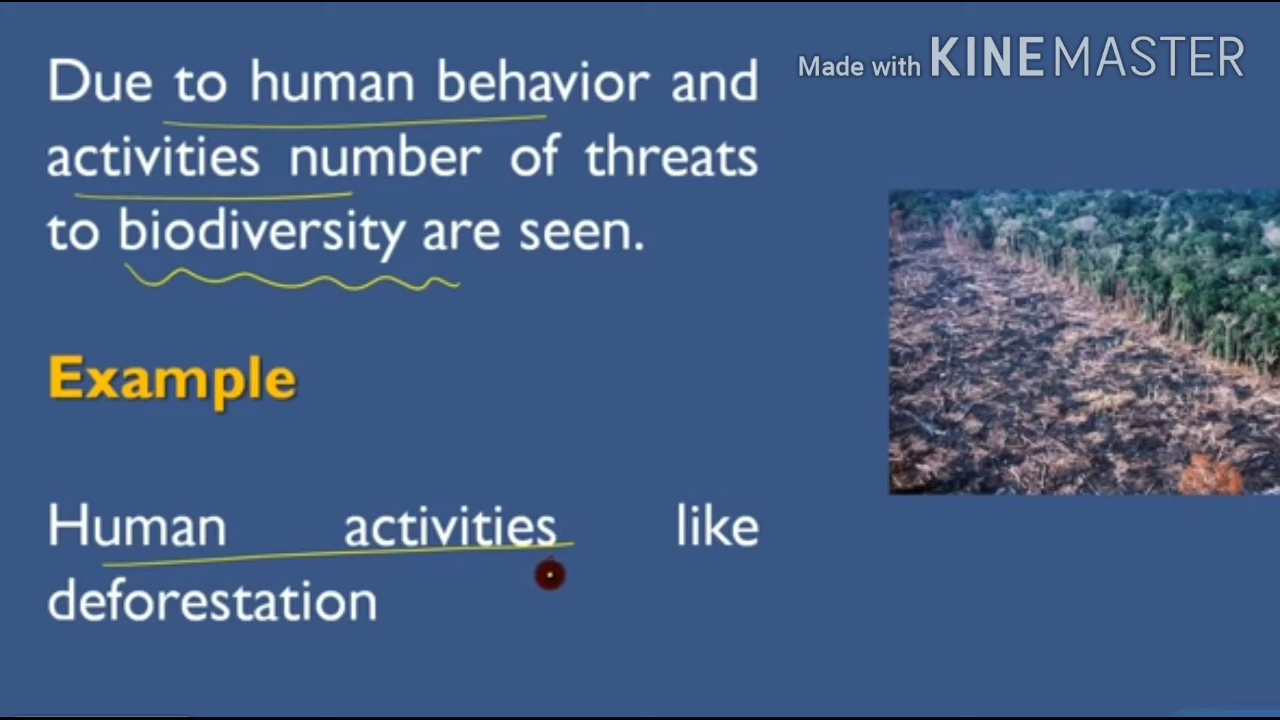 Made with KINEMASTER
Due to human behavior and
activities number of threats
to biodiversity are seen.
Example
Human activities like
deforestation